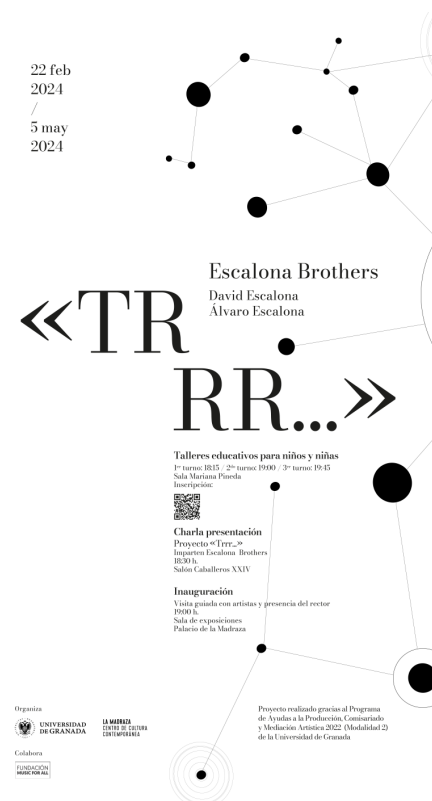 22 feb
2024
/
5 may
2024
Escalona Brothers
David Escalona
Álvaro Escalona
«TR
RR...»
Talleres educativos para niños y niñas
1er turno: 18:15 / 2do turno: 19:00 / 3er turno: 19:45
Sala Mariana Pineda
Inscripción:
Charla presentación
Proyecto «Trrr...»
Imparten Escalona Brothers
18:30 h.
Salón Caballeros XXIV
Inauguración
Visita guiada con artistas y presencia del rector
19:00 h.
Sala de exposiciones
Palacio de la Madraza
Organiza
UNIVERSIDAD
DE GRANADA
LA MADRAZA
CENTRO DE CULTURA
CONTEMPORÁNEA
Colabora
FUNDACIÓN
MUSIC FOR ALL
Proyecto realizado gracias al Programa
de Ayudas a la Producción, Comisariado
y Mediación Artística 2022 (Modalidad 2)
de la Universidad de Granada